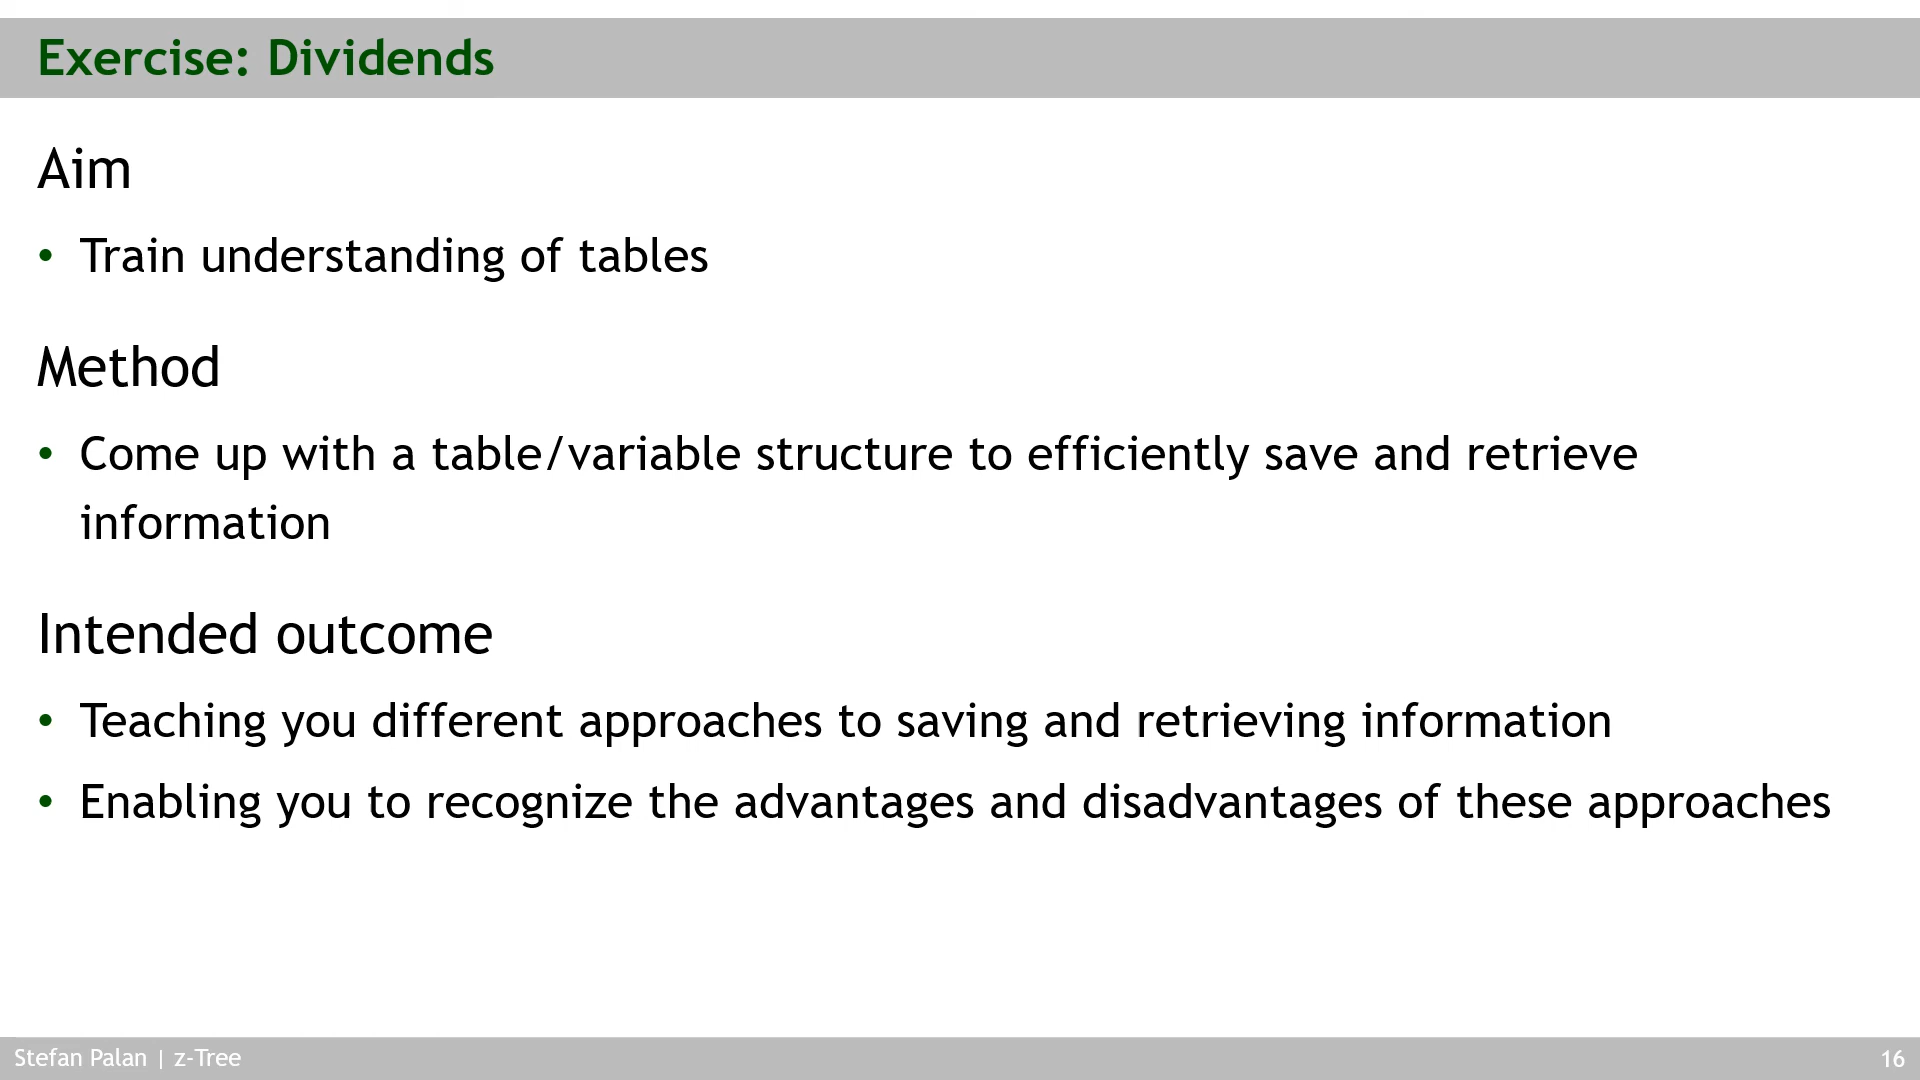 Exercise: Dividends
Aim
• Train understanding of tables
Method
• Come up with a table/variable structure to efficiently save and retrieve
information
Intended outcome
• Teaching you different approaches to saving and retrieving information
• Enabling you to recognize the advantages and disadvantages of these approaches
Stefan Palan | z-Tree
16